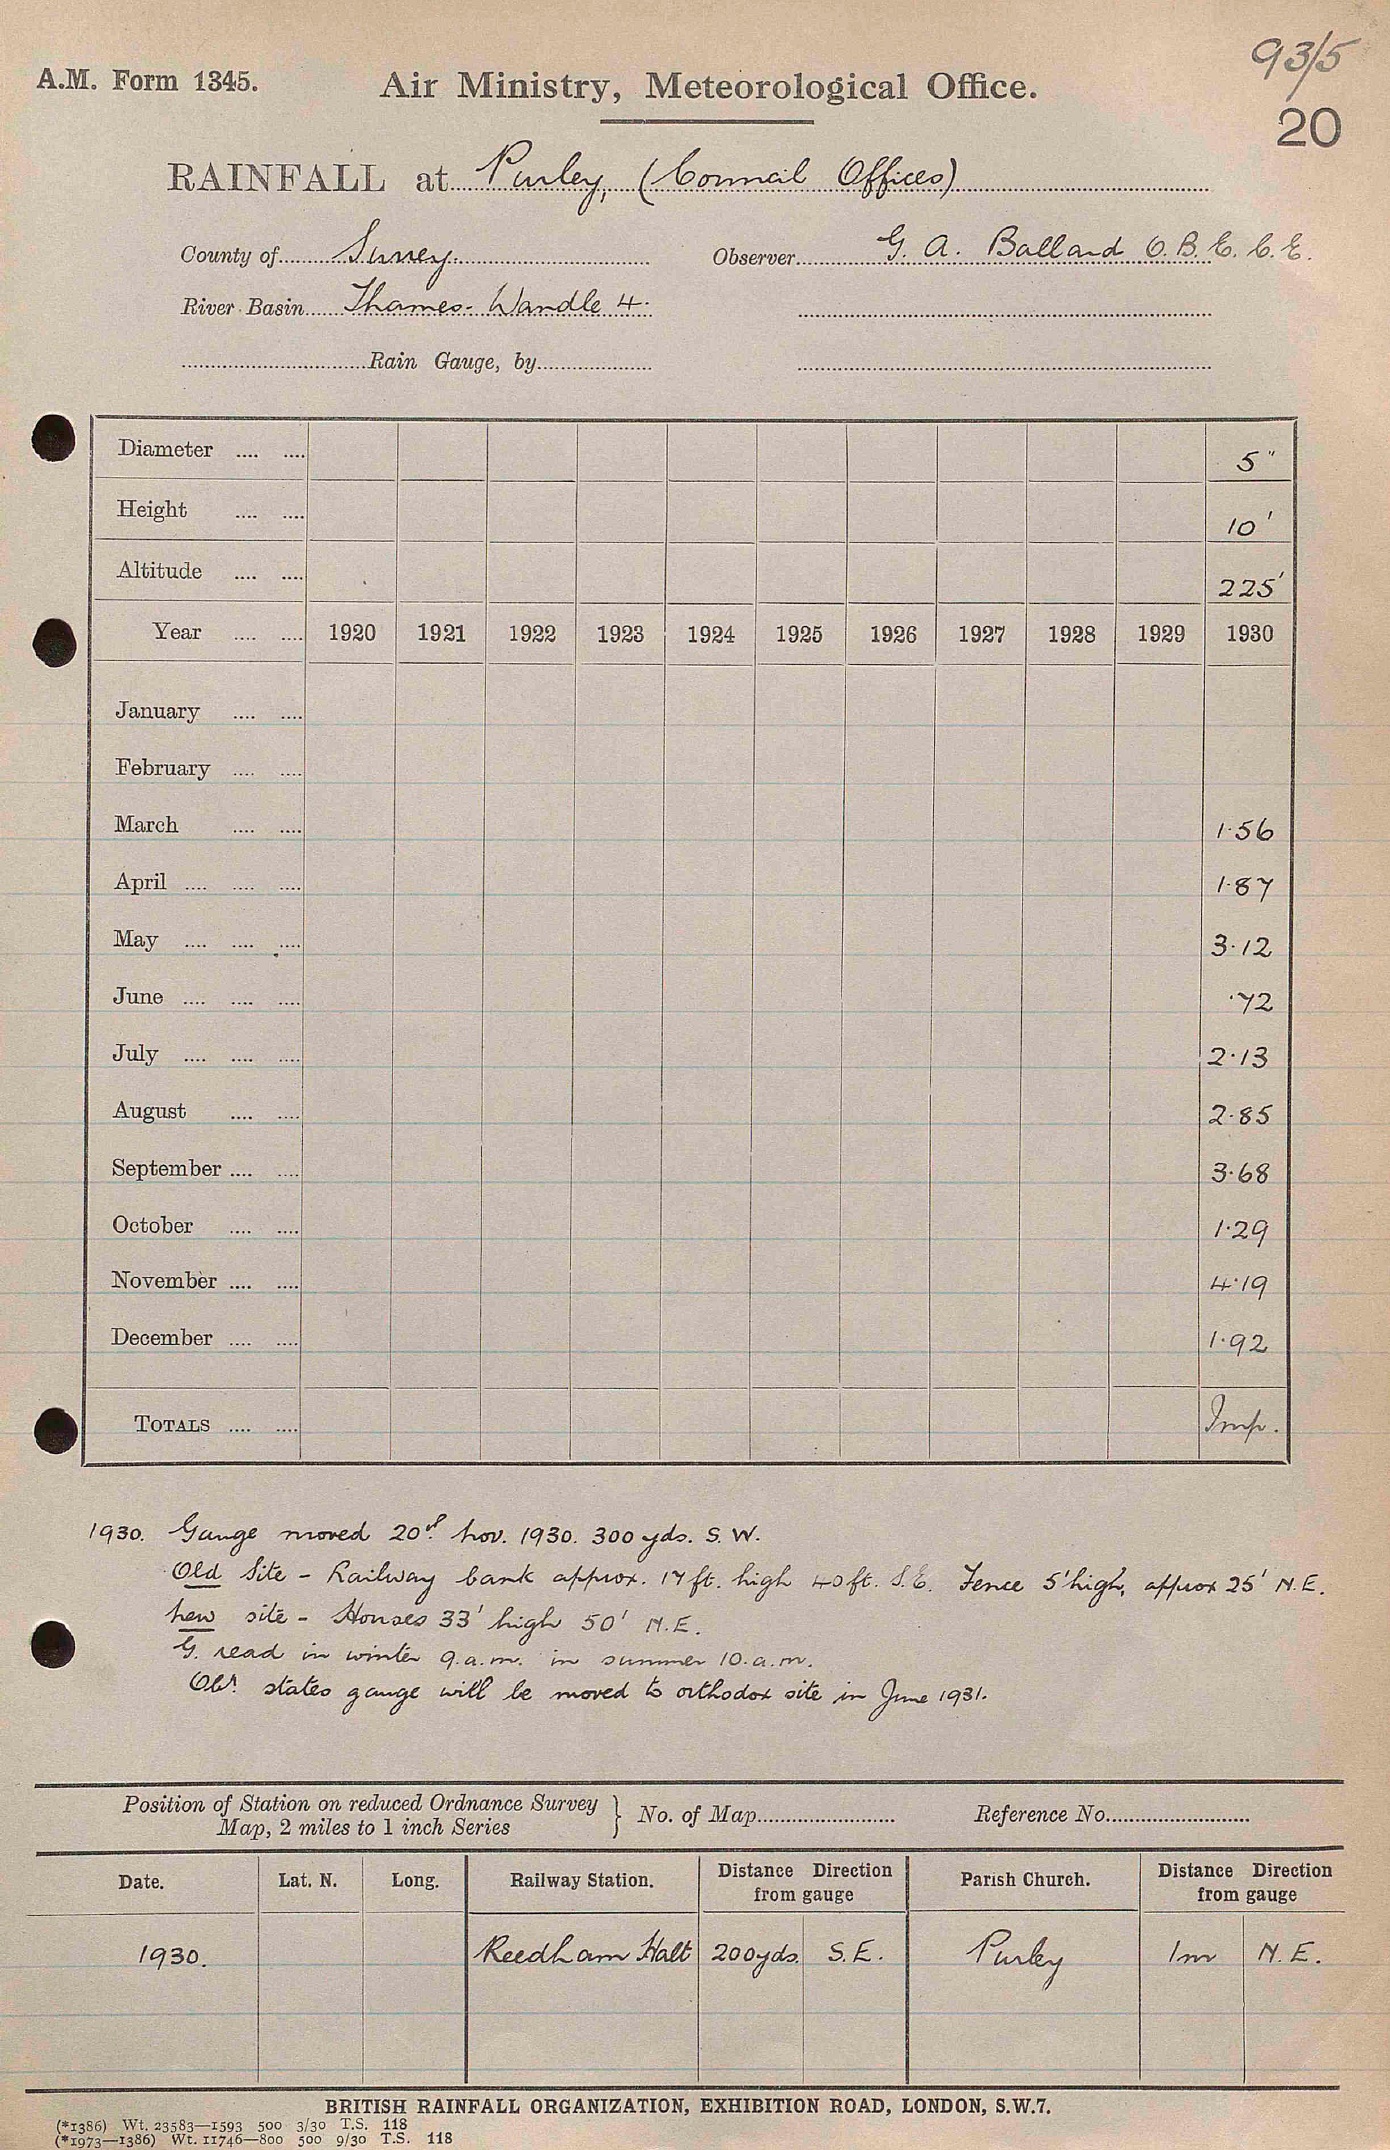 93/5
A.M. Form 1345.
Air Ministry, Meteorological Office.
20
RAINFALL at Purley, (Council Offices)
County of Surrey. Observer G. A. Ballard O.B.E. C.E.
River Basin Thames-Wandle 4.
Rain Gauge, by
Diameter .... .... 5"
Height .... .... 10'
Altitude .... .... 225'
Year .... .... 1920 1921 1922 1923 1924 1925 1926 1927 1928 1929 1930
January .... ....
February .... ....
March .... .... 1.56
April .... .... .... 1.87
May .... .... .... 3.12
June .... .... .... .72
July .... .... .... 2.13
August .... .... 2.85
September .... .... 3.68
October .... .... 1.29
November .... .... 4.19
December .... .... 1.92
TOTALS .... .... Imp.
1930. Gauge moved 20th Nov. 1930. 300 yds. S.W.
Old Site - Railway bank approx. 17 ft. high 40 ft. S.E. Fence 5' high, approx 25' N.E.
New site - Houses 33' high 50' N.E.
G. read in winter 9.a.m. in summer 10.a.m.
Obr. states gauge will be moved to orthodox site in June 1931.
Position of Station on reduced Ordnance Survey Map, 2 miles to 1 inch Series } No. of Map Reference No.
Date. Lat. N. Long. Railway Station. Distance Direction from gauge Parish Church. Distance Direction from gauge
1930. Reedham Halt 200yds. S.E. Purley 1m N.E.
BRITISH RAINFALL ORGANIZATION, EXHIBITION ROAD, LONDON, S.W.7.
(*1386) Wt. 23583—1593 500 3/30 T.S. 118
(*1973—1386) Wt. 11746—800 500 9/30 T.S. 118